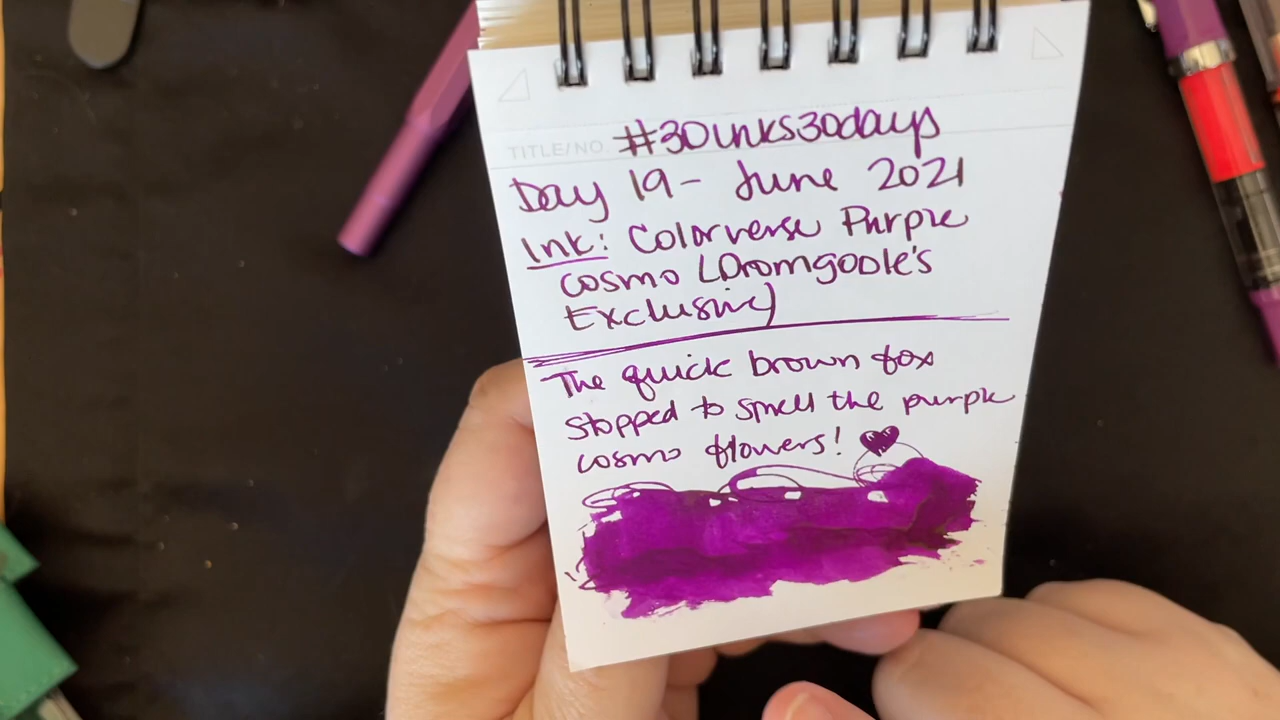 TITLE/NO. #30inks30days
Day 19- June 2021
Ink: Colorverse Purple
Cosmo (Dromgoole's
Exclusive)
The quick brown fox
stopped to smell the purple
cosmo flowers!